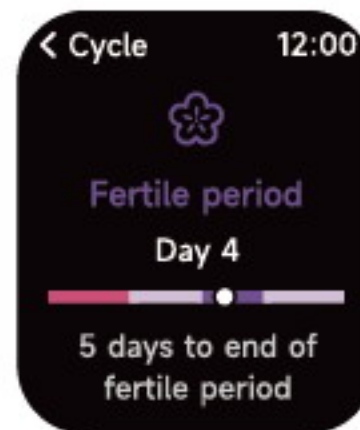 < Cycle 12:00
Fertile period
Day 4
5 days to end of
fertile period